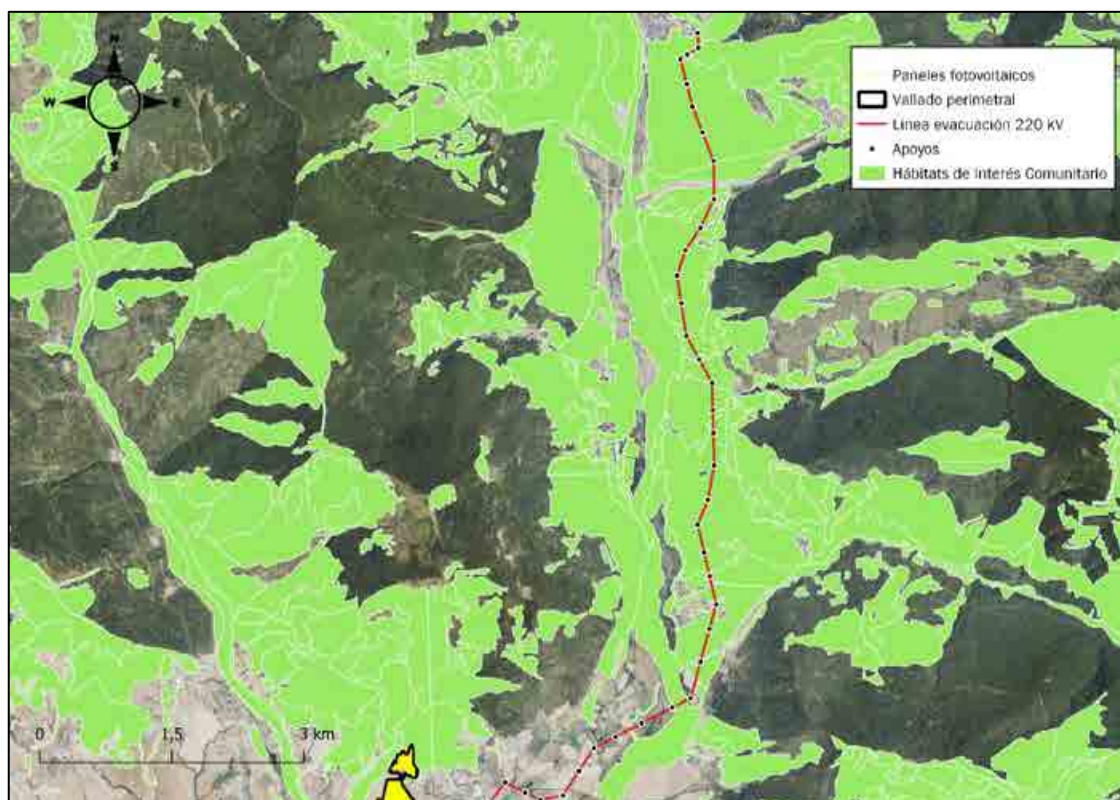 N
W E
S
Paneles fotovoltaicos
Vallado perimetral
Línea evacuación 220 kV
Apoyos
Hábitats de Interés Comunitario
0 1,5 3 km